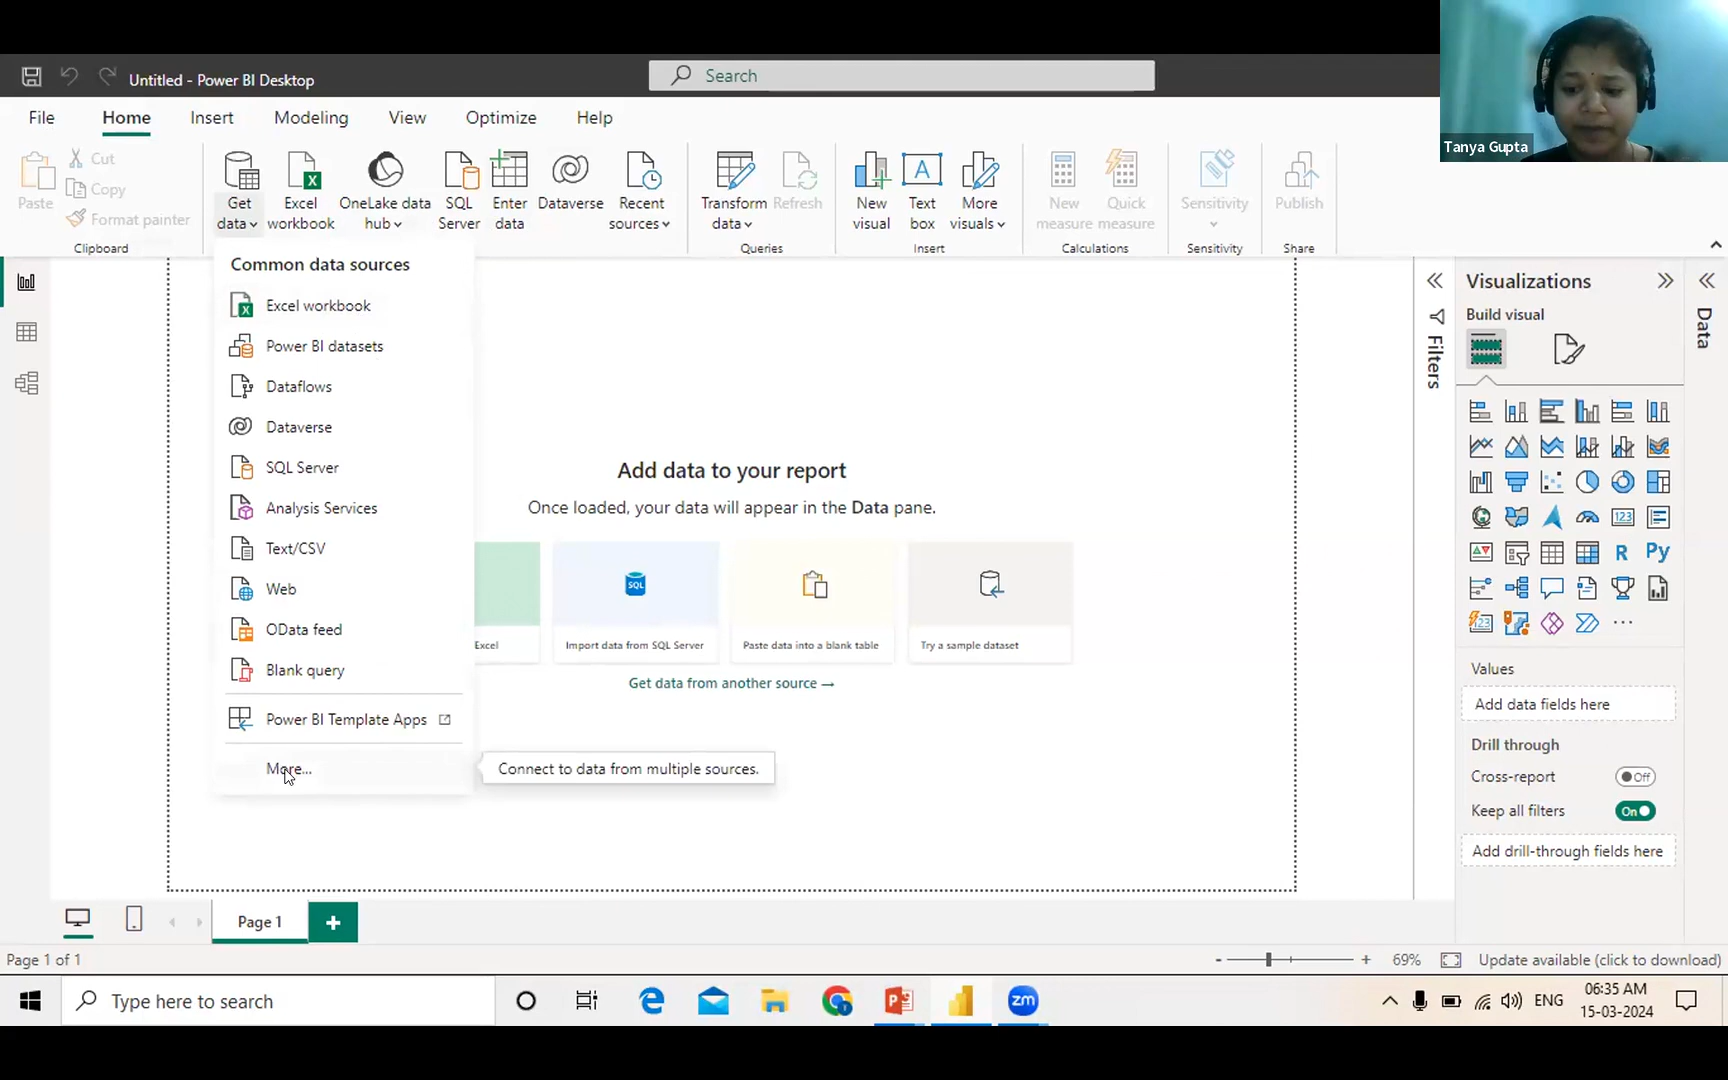 Untitled - Power BI Desktop
Search
Tanya Gupta
File Home Insert Modeling View Optimize Help
Paste
Cut
Copy
Format painter
Clipboard
Get data
Excel workbook
OneLake data hub
SQL Server
Enter data
Dataverse
Recent sources
Transform data
Refresh
Queries
New visual
Text box
More visuals
Insert
New measure
Quick measure
Calculations
Sensitivity
Sensitivity
Publish
Share
Common data sources
Excel workbook
Power BI datasets
Dataflows
Dataverse
SQL Server
Analysis Services
Text/CSV
Web
OData feed
Blank query
Power BI Template Apps
More...
Connect to data from multiple sources.
Add data to your report
Once loaded, your data will appear in the Data pane.
Excel
SQL
Import data from SQL Server
Paste data into a blank table
Try a sample dataset
Get data from another source →
Filters
Visualizations
Build visual
Data
123
R
Py
123
Values
Add data fields here
Drill through
Cross-report Off
Keep all filters On
Add drill-through fields here
Page 1
+
Page 1 of 1
- + 69% Update available (click to download)
Type here to search
zm
ENG
06:35 AM
15-03-2024